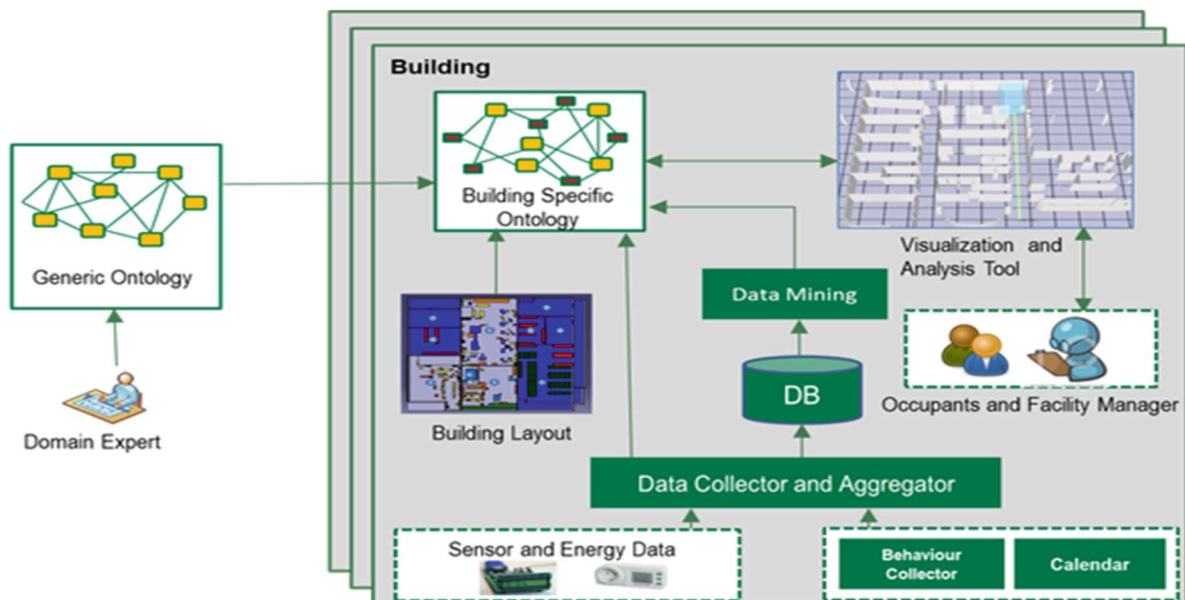 Building
Building Specific
Ontology
Generic Ontology
Visualization and
Analysis Tool
Data Mining
DB
Building Layout
Occupants and Facility Manager
Domain Expert
Data Collector and Aggregator
Sensor and Energy Data
Behaviour
Collector
Calendar